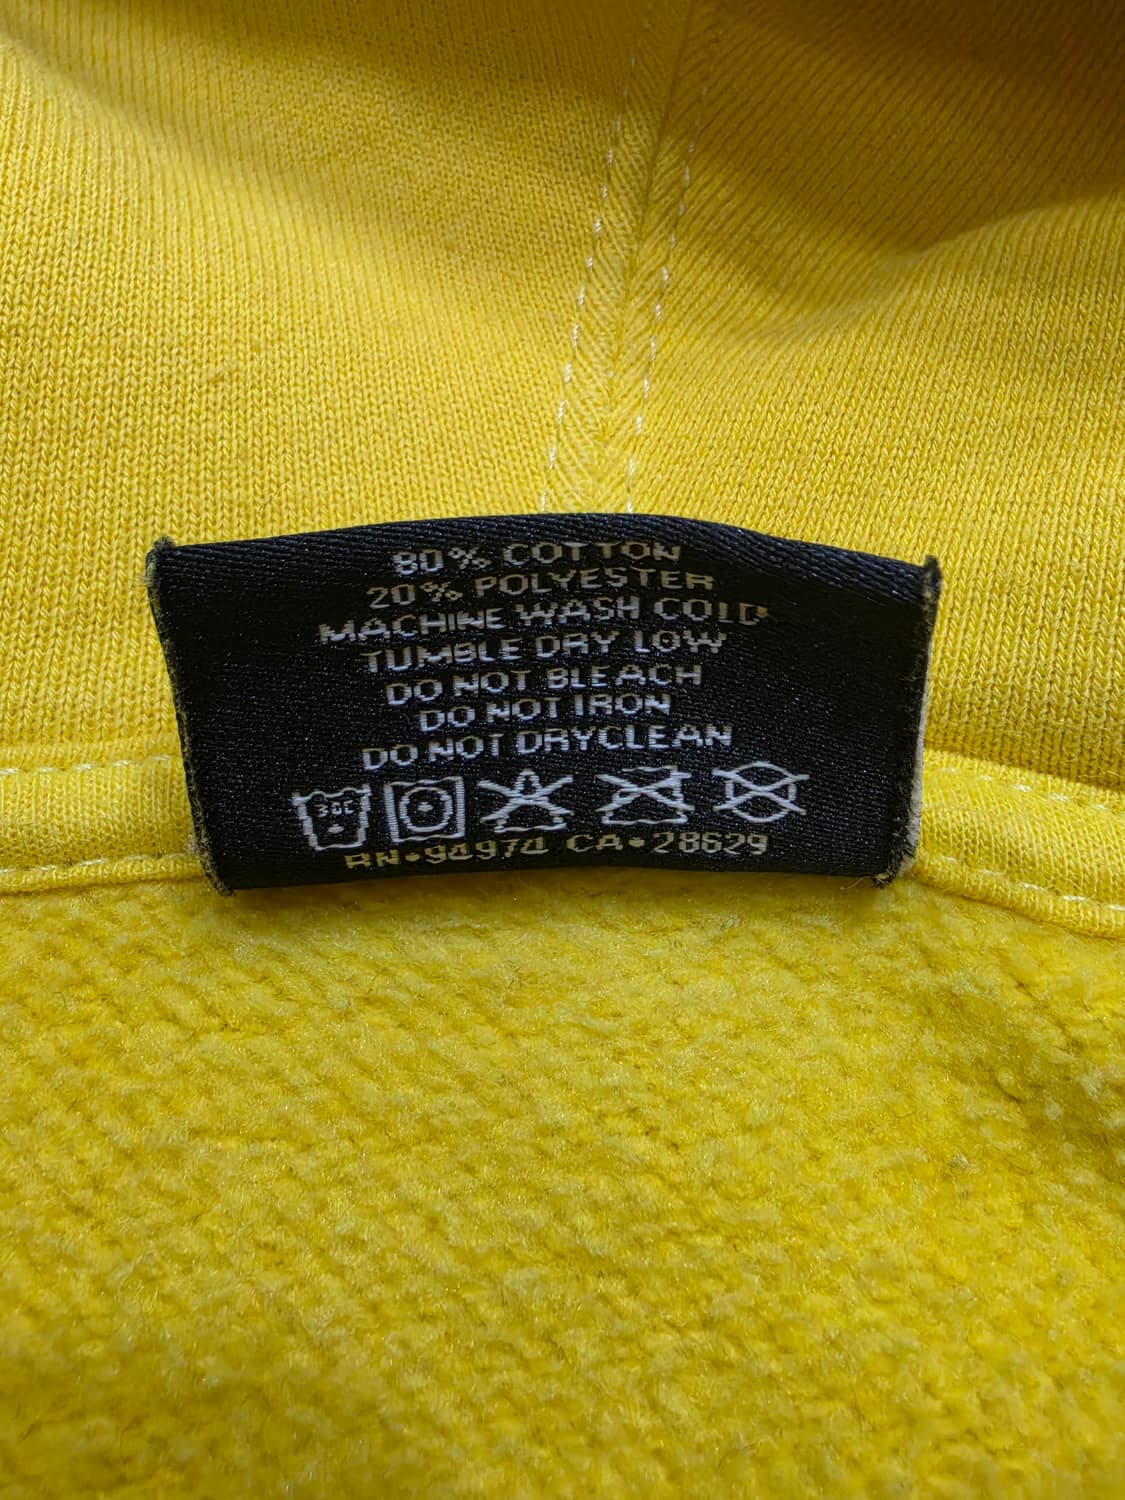 80% COTTON
20% POLYESTER
MACHINE WASH COLD
TUMBLE DRY LOW
DO NOT BLEACH
DO NOT IRON
DO NOT DRYCLEAN
RN•94974 CA•28629